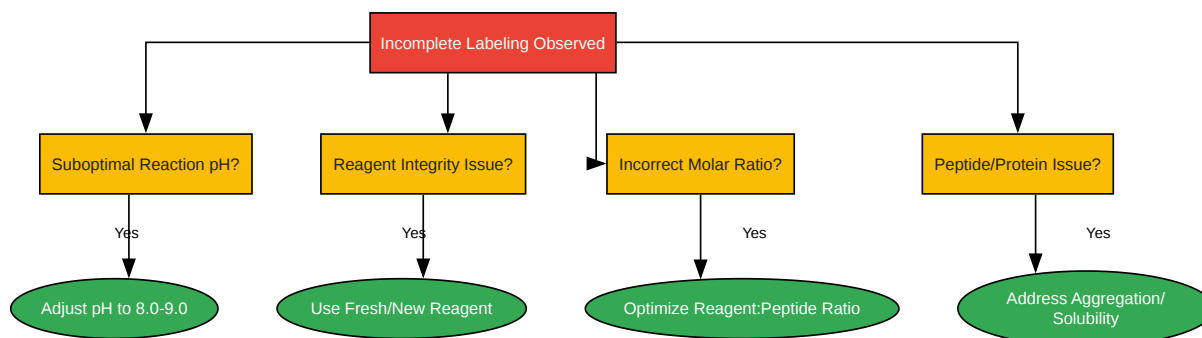 Incomplete Labeling Observed
Suboptimal Reaction pH?
Reagent Integrity Issue?
Incorrect Molar Ratio?
Peptide/Protein Issue?
Yes
Yes
Yes
Yes
Adjust pH to 8.0-9.0
Use Fresh/New Reagent
Optimize Reagent:Peptide Ratio
Address Aggregation/
Solubility